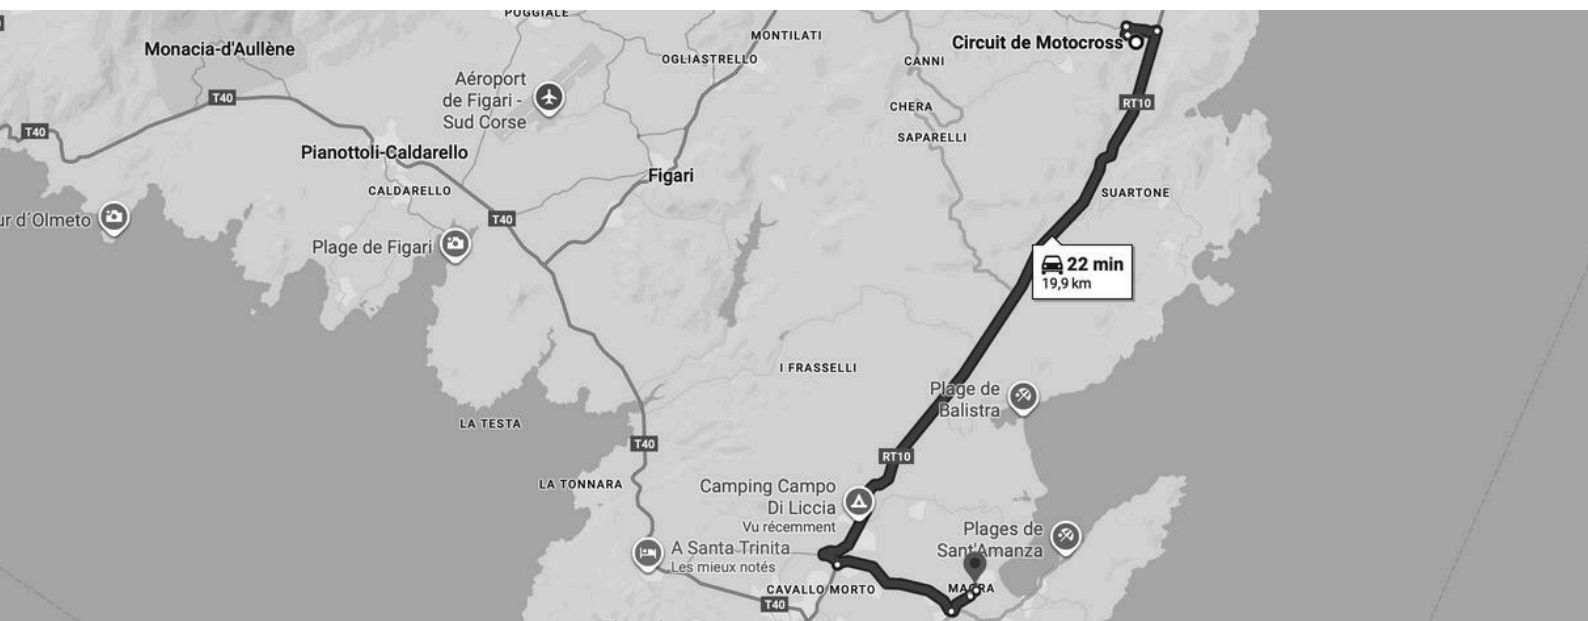 POGGIALE
Monacia-d'Aullène
MONTILATI
Circuit de Motocross
OGLIASTRELLO
CANNI
Aéroport
de Figari -
Sud Corse
T40
RT10
CHERA
T40
SAPARELLI
Pianottoli-Caldarello
Figari
CALDARELLO
SUARTONE
ur d´Olmeto
T40
Plage de Figari
22 min
19,9 km
I FRASSELLI
Plage de
Balistra
LA TESTA
T40
RT10
LA TONNARA
Camping Campo
Di Liccia
Vu récemment
Plages de
Sant'Amanza
A Santa Trinita
Les mieux notés
CAVALLO MORTO
T40